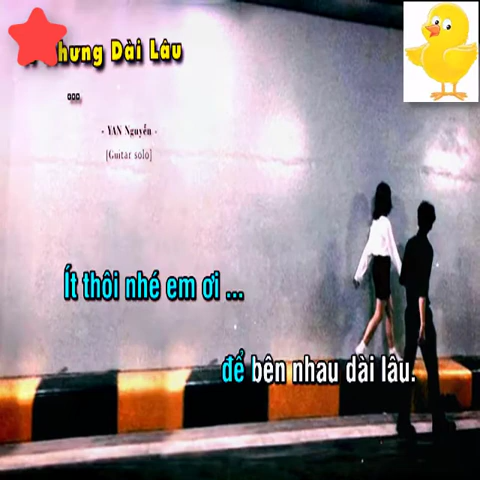 hưng Dài Lâu
...
- YAN Nguyễn -
[Guitar solo]
Ít thôi nhé em ơi ...
để bên nhau dài lâu.